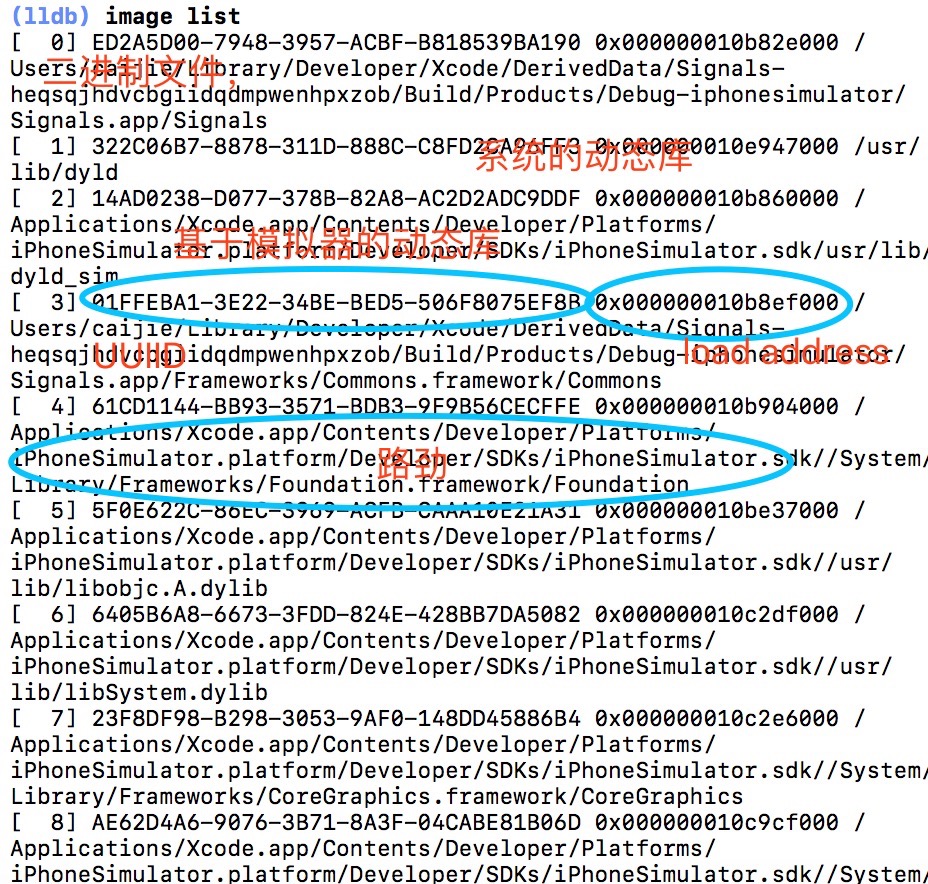 (lldb) image list
[  0] ED2A5D00-7948-3957-ACBF-B818539BA190 0x000000010b82e000 /
Users/caijie/Library/Developer/Xcode/DerivedData/Signals-
二进制文件,
heqsqjhdvcbgiidqdmpwenhpxzob/Build/Products/Debug-iphonesimulator/
Signals.app/Signals
[  1] 322C06B7-8878-311D-888C-C8FD2CA96FF3 0x000000010e947000 /usr/
系统的动态库
lib/dyld
[  2] 14AD0238-D077-378B-82A8-AC2D2ADC9DDF 0x000000010b860000 /
Applications/Xcode.app/Contents/Developer/Platforms/
基于模拟器的动态库
iPhoneSimulator.platform/Developer/SDKs/iPhoneSimulator.sdk/usr/lib/
dyld_sim
[  3] 01FFEBA1-3E22-34BE-BED5-506F8075EF8B 0x000000010b8ef000 /
Users/caijie/Library/Developer/Xcode/DerivedData/Signals-
UUIID
load address
heqsqjhdvcbgiidqdmpwenhpxzob/Build/Products/Debug-iphonesimulator/
Signals.app/Frameworks/Commons.framework/Commons
[  4] 61CD1144-BB93-3571-BDB3-9F9B56CECFFE 0x000000010b904000 /
Applications/Xcode.app/Contents/Developer/Platforms/
iPhoneSimulator.platform/Developer/SDKs/iPhoneSimulator.sdk//System/
路劲
Library/Frameworks/Foundation.framework/Foundation
[  5] 0x000000010be37000 /
Applications/Xcode.app/Contents/Developer/Platforms/
iPhoneSimulator.platform/Developer/SDKs/iPhoneSimulator.sdk//usr/
lib/libobjc.A.dylib
[  6] 6405B6A8-6673-3FDD-824E-428BB7DA5082 0x000000010c2df000 /
Applications/Xcode.app/Contents/Developer/Platforms/
iPhoneSimulator.platform/Developer/SDKs/iPhoneSimulator.sdk//usr/
lib/libSystem.dylib
[  7] 23F8DF98-B298-3053-9AF0-148DD45886B4 0x000000010c2e6000 /
Applications/Xcode.app/Contents/Developer/Platforms/
iPhoneSimulator.platform/Developer/SDKs/iPhoneSimulator.sdk//System/
Library/Frameworks/CoreGraphics.framework/CoreGraphics
[  8] AE62D4A6-9076-3B71-8A3F-04CABE81B06D 0x000000010c9cf000 /
Applications/Xcode.app/Contents/Developer/Platforms/
iPhoneSimulator.platform/Developer/SDKs/iPhoneSimulator.sdk//System/